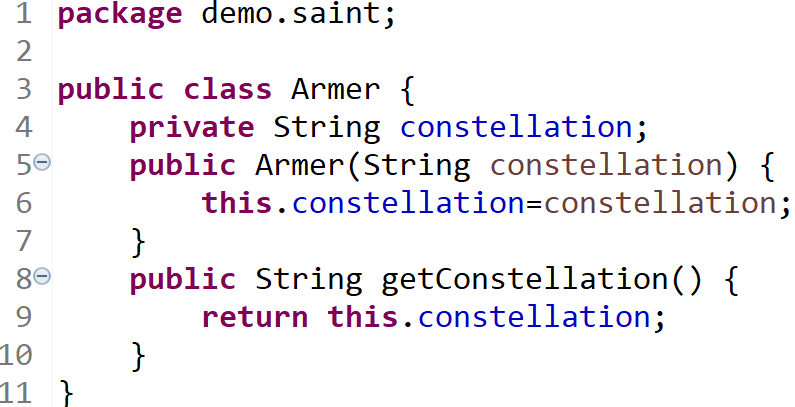 1 package demo.saint;
2
3 public class Armer {
4     private String constellation;
5     public Armer(String constellation) {
6         this.constellation=constellation;
7     }
8     public String getConstellation() {
9         return this.constellation;
10     }
11 }